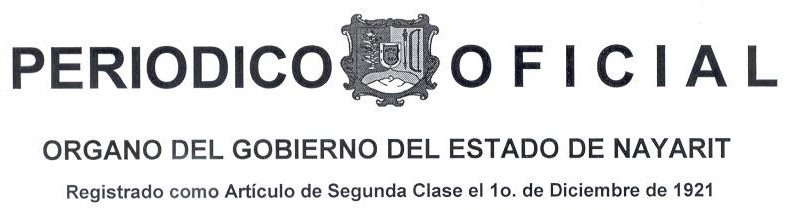 PERIODICO OFICIAL
ORGANO DEL GOBIERNO DEL ESTADO DE NAYARIT
Registrado como Artículo de Segunda Clase el 1o. de Diciembre de 1921